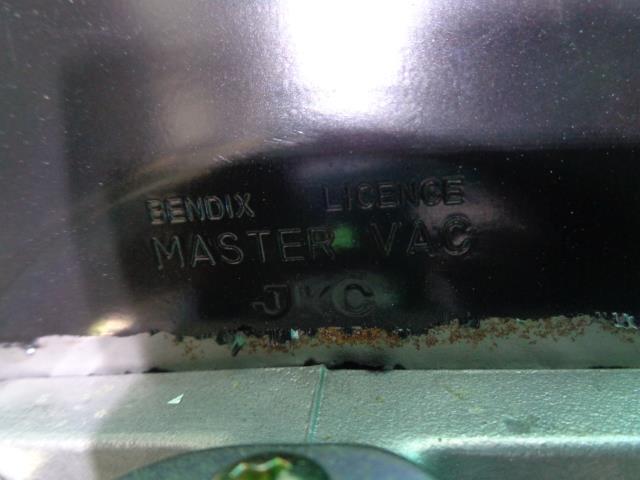 BENDIX LICENCE
MASTER VAC
JKC